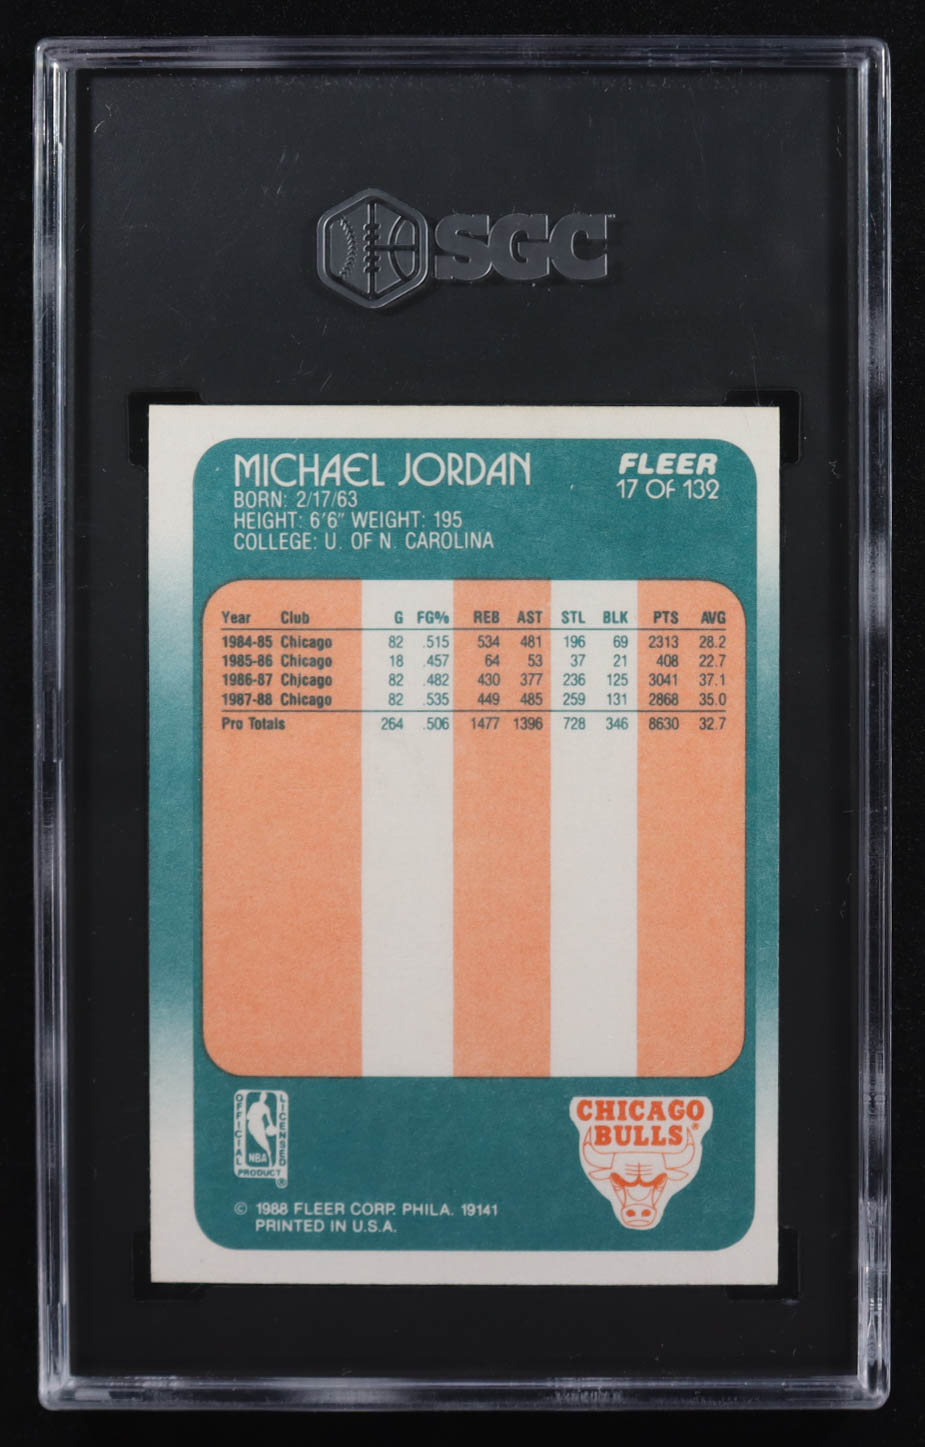 SGC
MICHAEL JORDAN
FLEER
17 OF 132
BORN: 2/17/63
HEIGHT: 6'6" WEIGHT: 195
COLLEGE: U. OF N. CAROLINA
Year Club G FG% REB AST STL BLK PTS AVG
1984-85 Chicago 82 .515 534 481 196 69 2313 28.2
1985-86 Chicago 18 .457 64 53 37 21 408 22.7
1986-87 Chicago 82 .482 430 377 236 125 3041 37.1
1987-88 Chicago 82 .535 449 485 259 131 2868 35.0
Pro Totals 264 .506 1477 1396 728 346 8630 32.7
OFFICIAL LICENSED
NBA
PRODUCT
®
CHICAGO
BULLS®
© 1988 FLEER CORP. PHILA. 19141
PRINTED IN U.S.A.